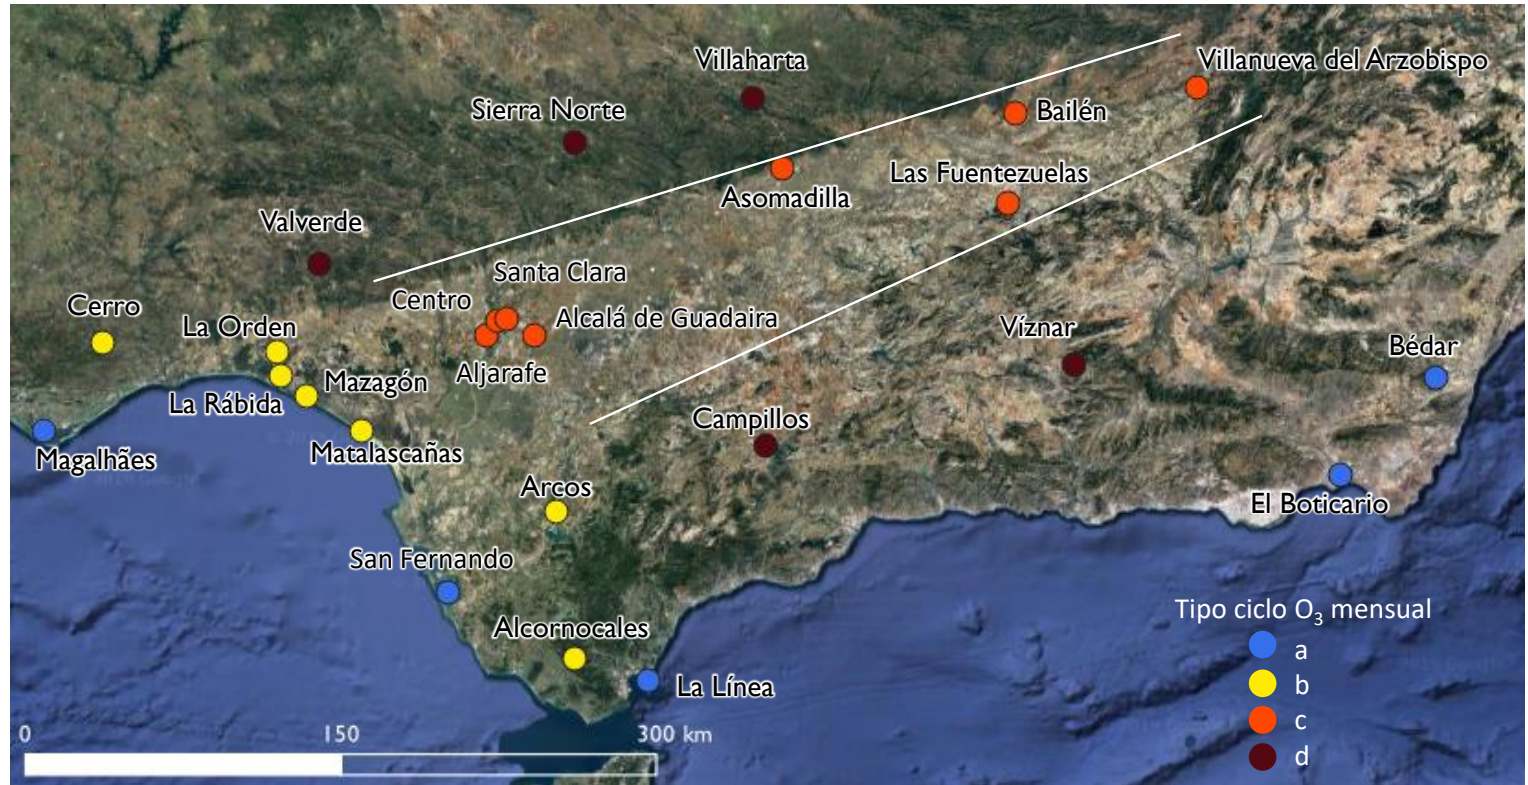 Villaharta
Villanueva del Arzobispo
Sierra Norte
Bailén
Las Fuentezuelas
Asomadilla
Valverde
Santa Clara
Centro
Cerro
La Orden
Alcalá de Guadaira
Víznar
Bédar
Aljarafe
Mazagón
La Rábida
Campillos
Matalascañas
Magalhães
Arcos
El Boticario
San Fernando
Tipo ciclo O₃ mensual
Alcornocales
a
La Línea
b
c
d
0 150 300 km